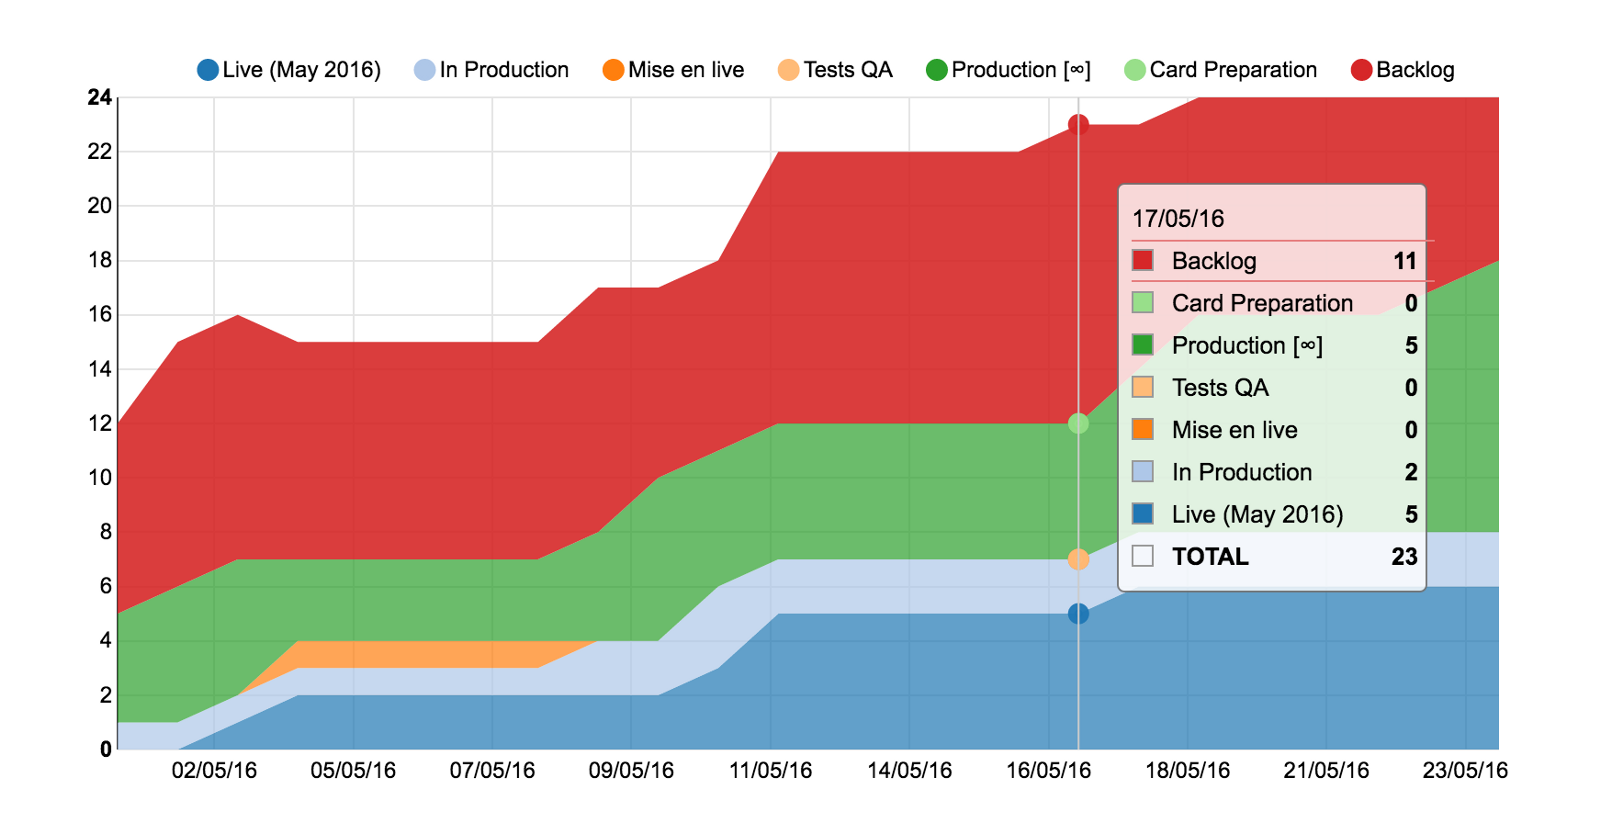 Live (May 2016) In Production Mise en live Tests QA Production [∞] Card Preparation Backlog
24
22
20
18
16
14
12
10
8
6
4
2
0
17/05/16
Backlog 11
Card Preparation 0
Production [∞] 5
Tests QA 0
Mise en live 0
In Production 2
Live (May 2016) 5
TOTAL 23
02/05/16 05/05/16 07/05/16 09/05/16 11/05/16 14/05/16 16/05/16 18/05/16 21/05/16 23/05/16